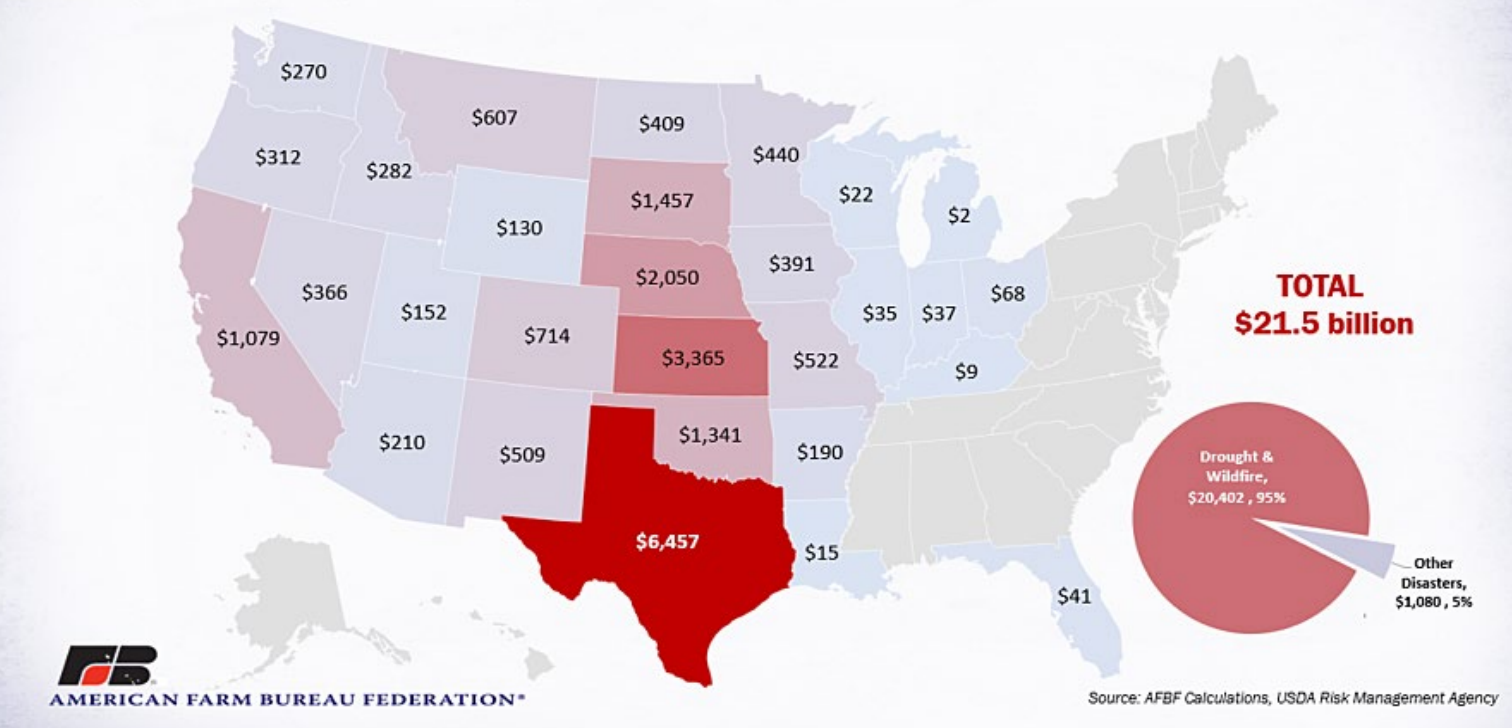 $270
$607
$409
$440
$312
$282
$1,457
$22
$2
$130
$391
$2,050
$366
$152
$35
$37
$68
TOTAL
$21.5 billion
$1,079
$714
$3,365
$522
$9
$210
$509
$1,341
$190
Drought &
Wildfire,
$20,402 , 95%
$6,457
$15
Other
Disasters,
$1,080 , 5%
$41
FB
AMERICAN FARM BUREAU FEDERATION®
Source: AFBF Calculations, USDA Risk Management Agency